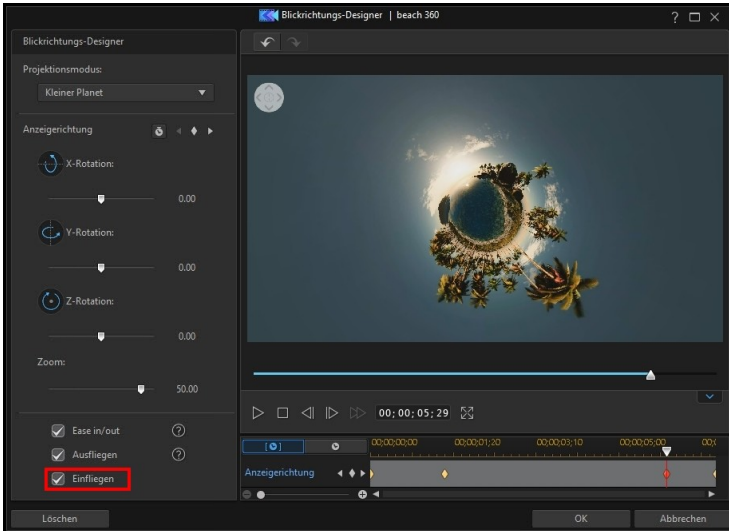 Blickrichtungs-Designer | beach 360
Blickrichtungs-Designer
Projektionsmodus:
Kleiner Planet
Anzeigerichtung
X-Rotation:
0.00
Y-Rotation:
0.00
Z-Rotation:
0.00
Zoom:
50.00
Ease in/out
Ausfliegen
Einfliegen
Löschen
00; 00; 05; 29
00;00;00;00 00;00;01;20 00;00;03;10 00;00;05;00
Anzeigerichtung
OK Abbrechen